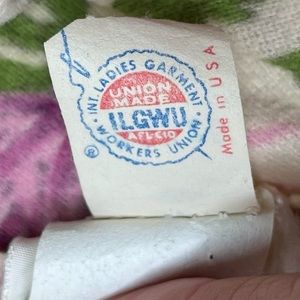 INT. LADIES GARMENT
WORKERS UNION
UNION
MADE
ILGWU
AFL-CIO
®
Made in USA